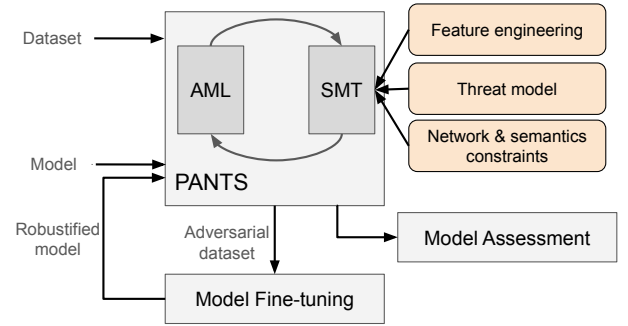 Dataset
AML
SMT
Feature engineering
Threat model
Network & semantics
constraints
Model
PANTS
Robustified
model
Adversarial
dataset
Model Assessment
Model Fine-tuning